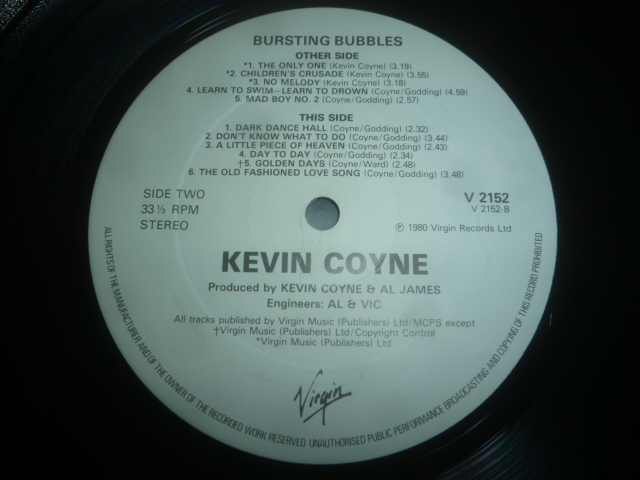 BURSTING BUBBLES
OTHER SIDE
*1. THE ONLY ONE (Kevin Coyne) (3.19)
*2. CHILDREN'S CRUSADE (Kevin Coyne) (3.55)
*3. NO MELODY (Kevin Coyne) (3.18)
4. LEARN TO SWIM—LEARN TO DROWN (Coyne/Godding) (4.59)
5. MAD BOY NO. 2 (Coyne/Godding) (2.57)
THIS SIDE
1. DARK DANCE HALL (Coyne/Godding) (2.32)
2. DON'T KNOW WHAT TO DO (Coyne/Godding) (3.44)
3. A LITTLE PIECE OF HEAVEN (Coyne/Godding) (2.43)
4. DAY TO DAY (Coyne/Godding) (2.34)
†5. GOLDEN DAYS (Coyne/Ward) (2.48)
6. THE OLD FASHIONED LOVE SONG (Coyne/Godding) (3.48)
SIDE TWO
33⅓ RPM
STEREO
V 2152
V 2152-B
℗ 1980 Virgin Records Ltd
KEVIN COYNE
Produced by KEVIN COYNE & AL JAMES
Engineers: AL & VIC
All tracks published by Virgin Music (Publishers) Ltd/MCPS except
†Virgin Music (Publishers) Ltd/Copyright Control
*Virgin Music (Publishers) Ltd
Virgin
ALL RIGHTS OF THE MANUFACTURER AND OF THE OWNER OF THE RECORDED WORK RESERVED UNAUTHORISED PUBLIC PERFORMANCE BROADCASTING AND COPYING OF THIS RECORD PROHIBITED